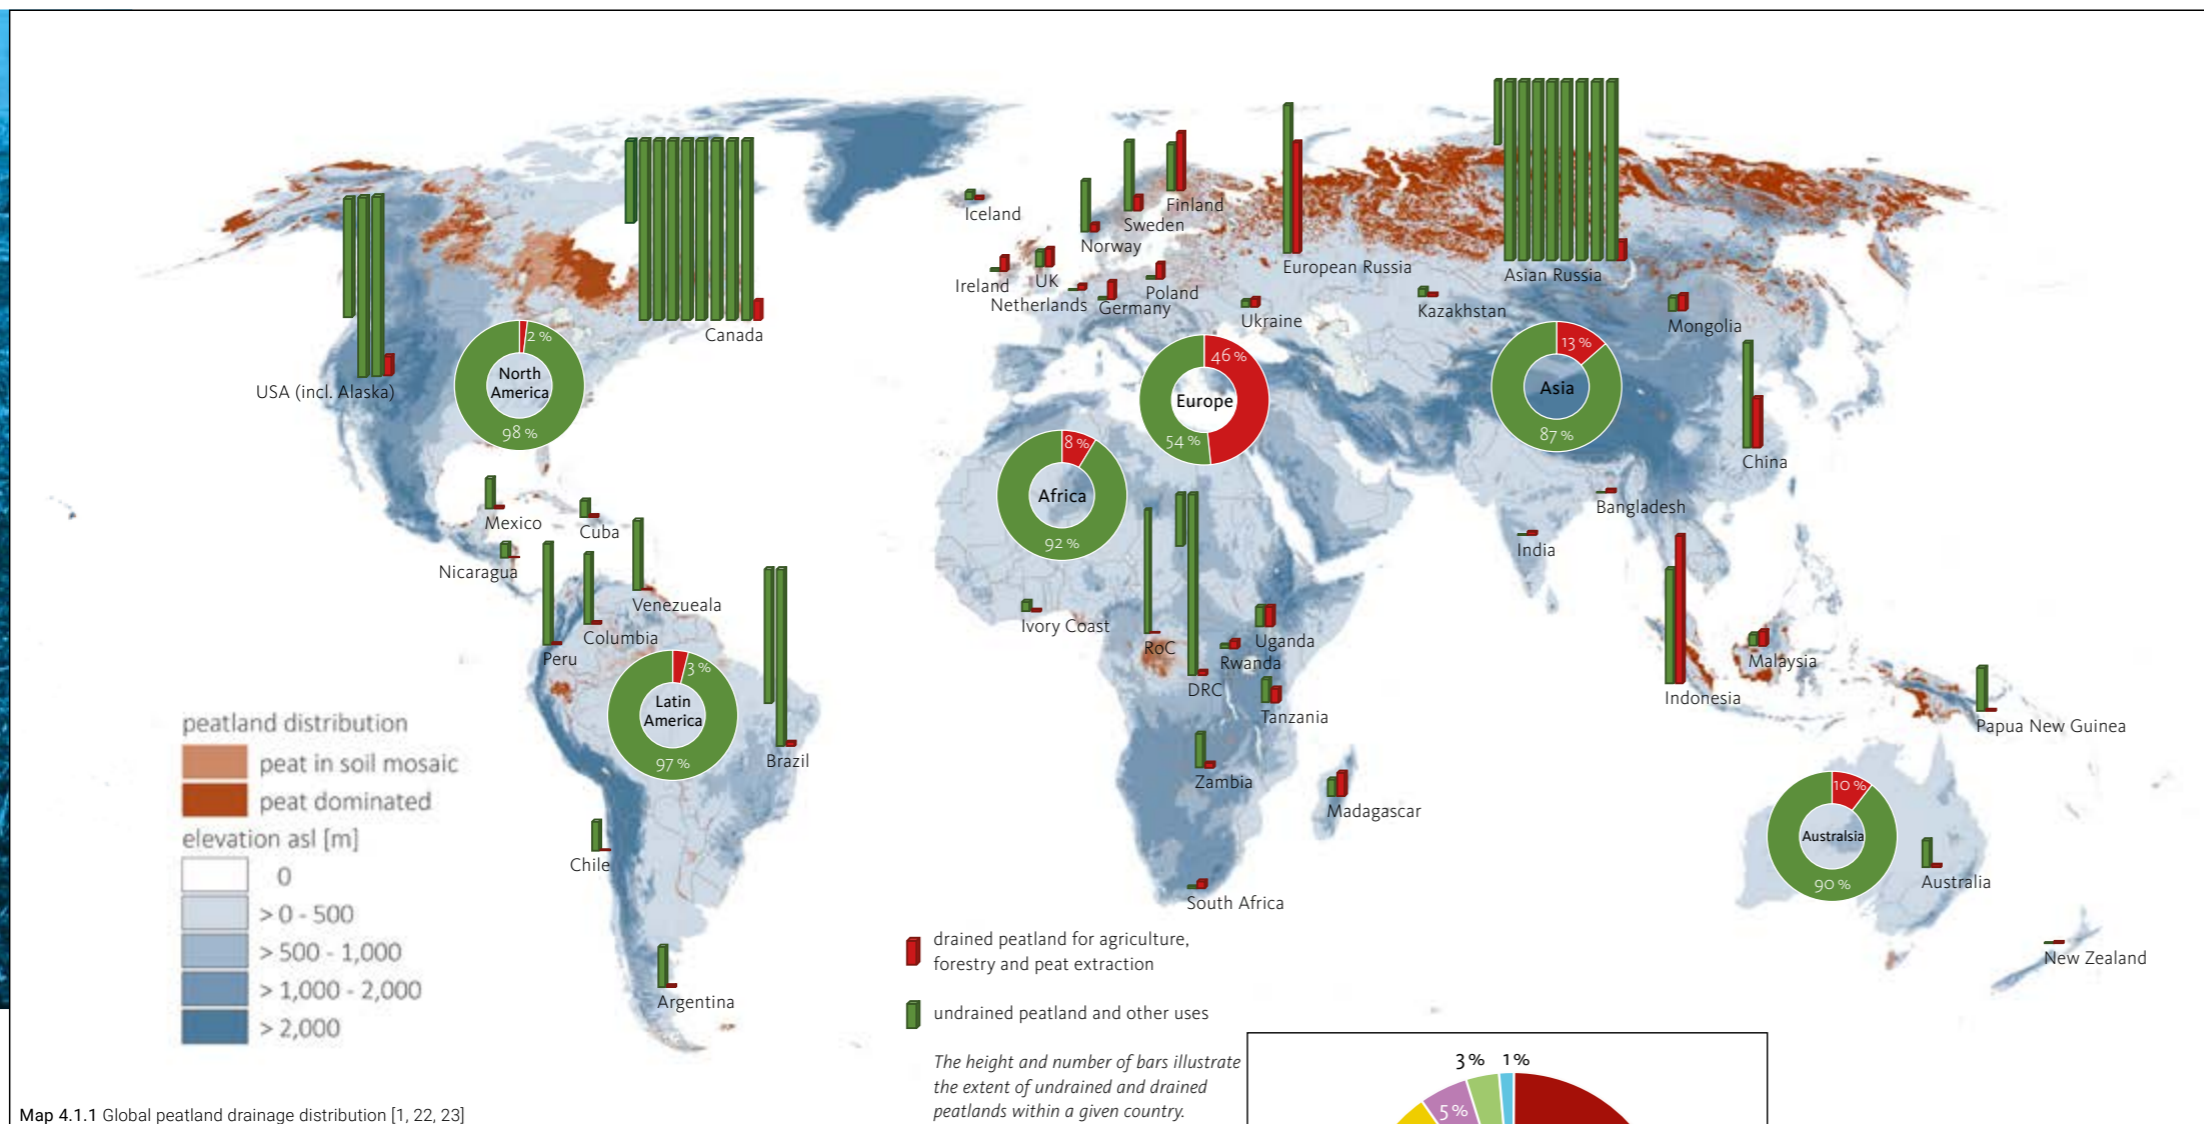 Iceland
Finland
Sweden
Norway
Ireland
UK
Netherlands
Germany
Poland
European Russia
Asian Russia
Ukraine
Kazakhstan
Mongolia
Canada
USA (incl. Alaska)
2 %
North
America
98 %
46 %
Europe
54 %
13 %
Asia
87 %
China
8 %
Africa
92 %
Bangladesh
India
Mexico
Cuba
Nicaragua
Venezueala
Columbia
Peru
3 %
Latin
America
97 %
Brazil
Ivory Coast
RoC
Uganda
Rwanda
DRC
Tanzania
Zambia
Madagascar
South Africa
Indonesia
Malaysia
Papua New Guinea
10 %
Australsia
90 %
Australia
New Zealand
Chile
Argentina
peatland distribution
peat in soil mosaic
peat dominated
elevation asl [m]
0
> 0 - 500
> 500 - 1,000
> 1,000 - 2,000
> 2,000
drained peatland for agriculture,
forestry and peat extraction
undrained peatland and other uses
The height and number of bars illustrate
the extent of undrained and drained
peatlands within a given country.
3 % 1 %
5 %
Map 4.1.1 Global peatland drainage distribution [1, 22, 23]